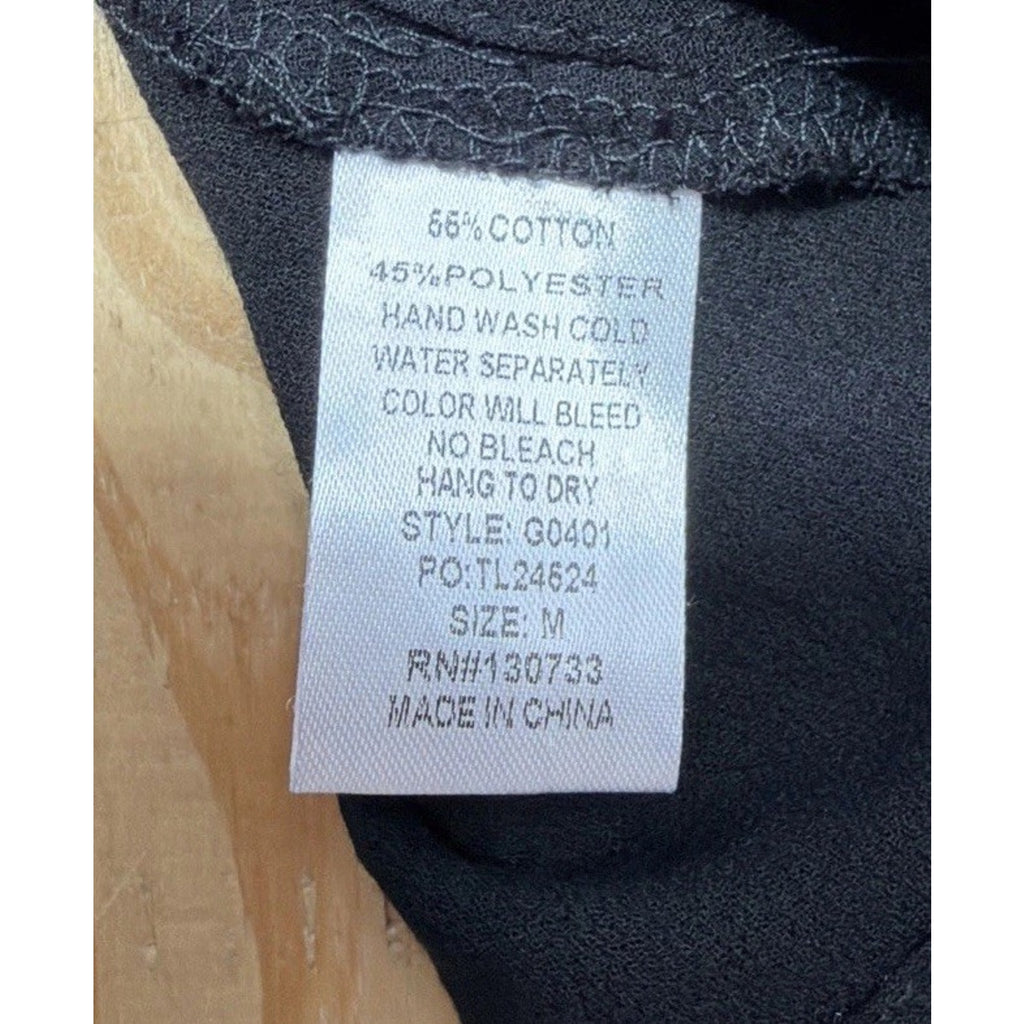 55% COTTON
45% POLYESTER
HAND WASH COLD
WATER SEPARATELY
COLOR WILL BLEED
NO BLEACH
HANG TO DRY
STYLE: G0401
PO:TL24624
SIZE: M
RN#130733
MADE IN CHINA